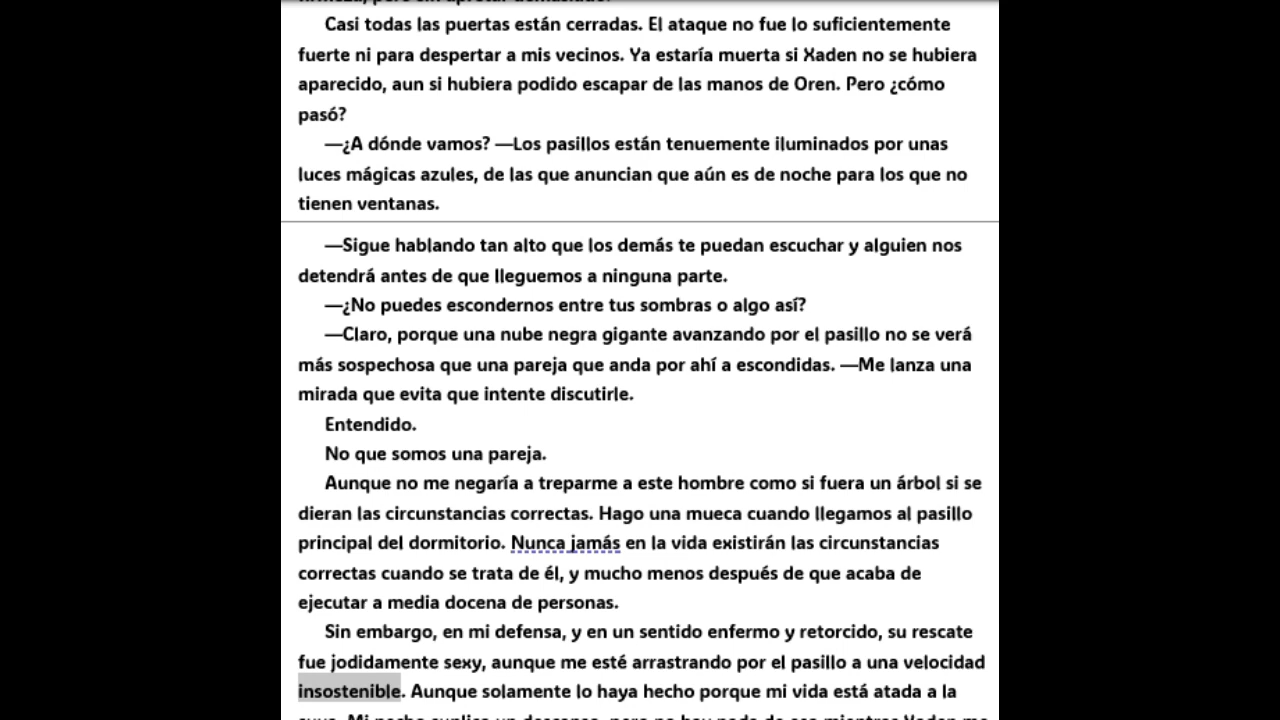 Casi todas las puertas están cerradas. El ataque no fue lo suficientemente
fuerte ni para despertar a mis vecinos. Ya estaría muerta si Xaden no se hubiera
aparecido, aun si hubiera podido escapar de las manos de Oren. Pero ¿cómo
pasó?
—¿A dónde vamos? —Los pasillos están tenuemente iluminados por unas
luces mágicas azules, de las que anuncian que aún es de noche para los que no
tienen ventanas.
—Sigue hablando tan alto que los demás te puedan escuchar y alguien nos
detendrá antes de que lleguemos a ninguna parte.
—¿No puedes escondernos entre tus sombras o algo así?
—Claro, porque una nube negra gigante avanzando por el pasillo no se verá
más sospechosa que una pareja que anda por ahí a escondidas. —Me lanza una
mirada que evita que intente discutirle.
Entendido.
No que somos una pareja.
Aunque no me negaría a treparme a este hombre como si fuera un árbol si se
dieran las circunstancias correctas. Hago una mueca cuando llegamos al pasillo
principal del dormitorio. Nunca jamás en la vida existirán las circunstancias
correctas cuando se trata de él, y mucho menos después de que acaba de
ejecutar a media docena de personas.
Sin embargo, en mi defensa, y en un sentido enfermo y retorcido, su rescate
fue jodidamente sexy, aunque me esté arrastrando por el pasillo a una velocidad
insostenible. Aunque solamente lo haya hecho porque mi vida está atada a la